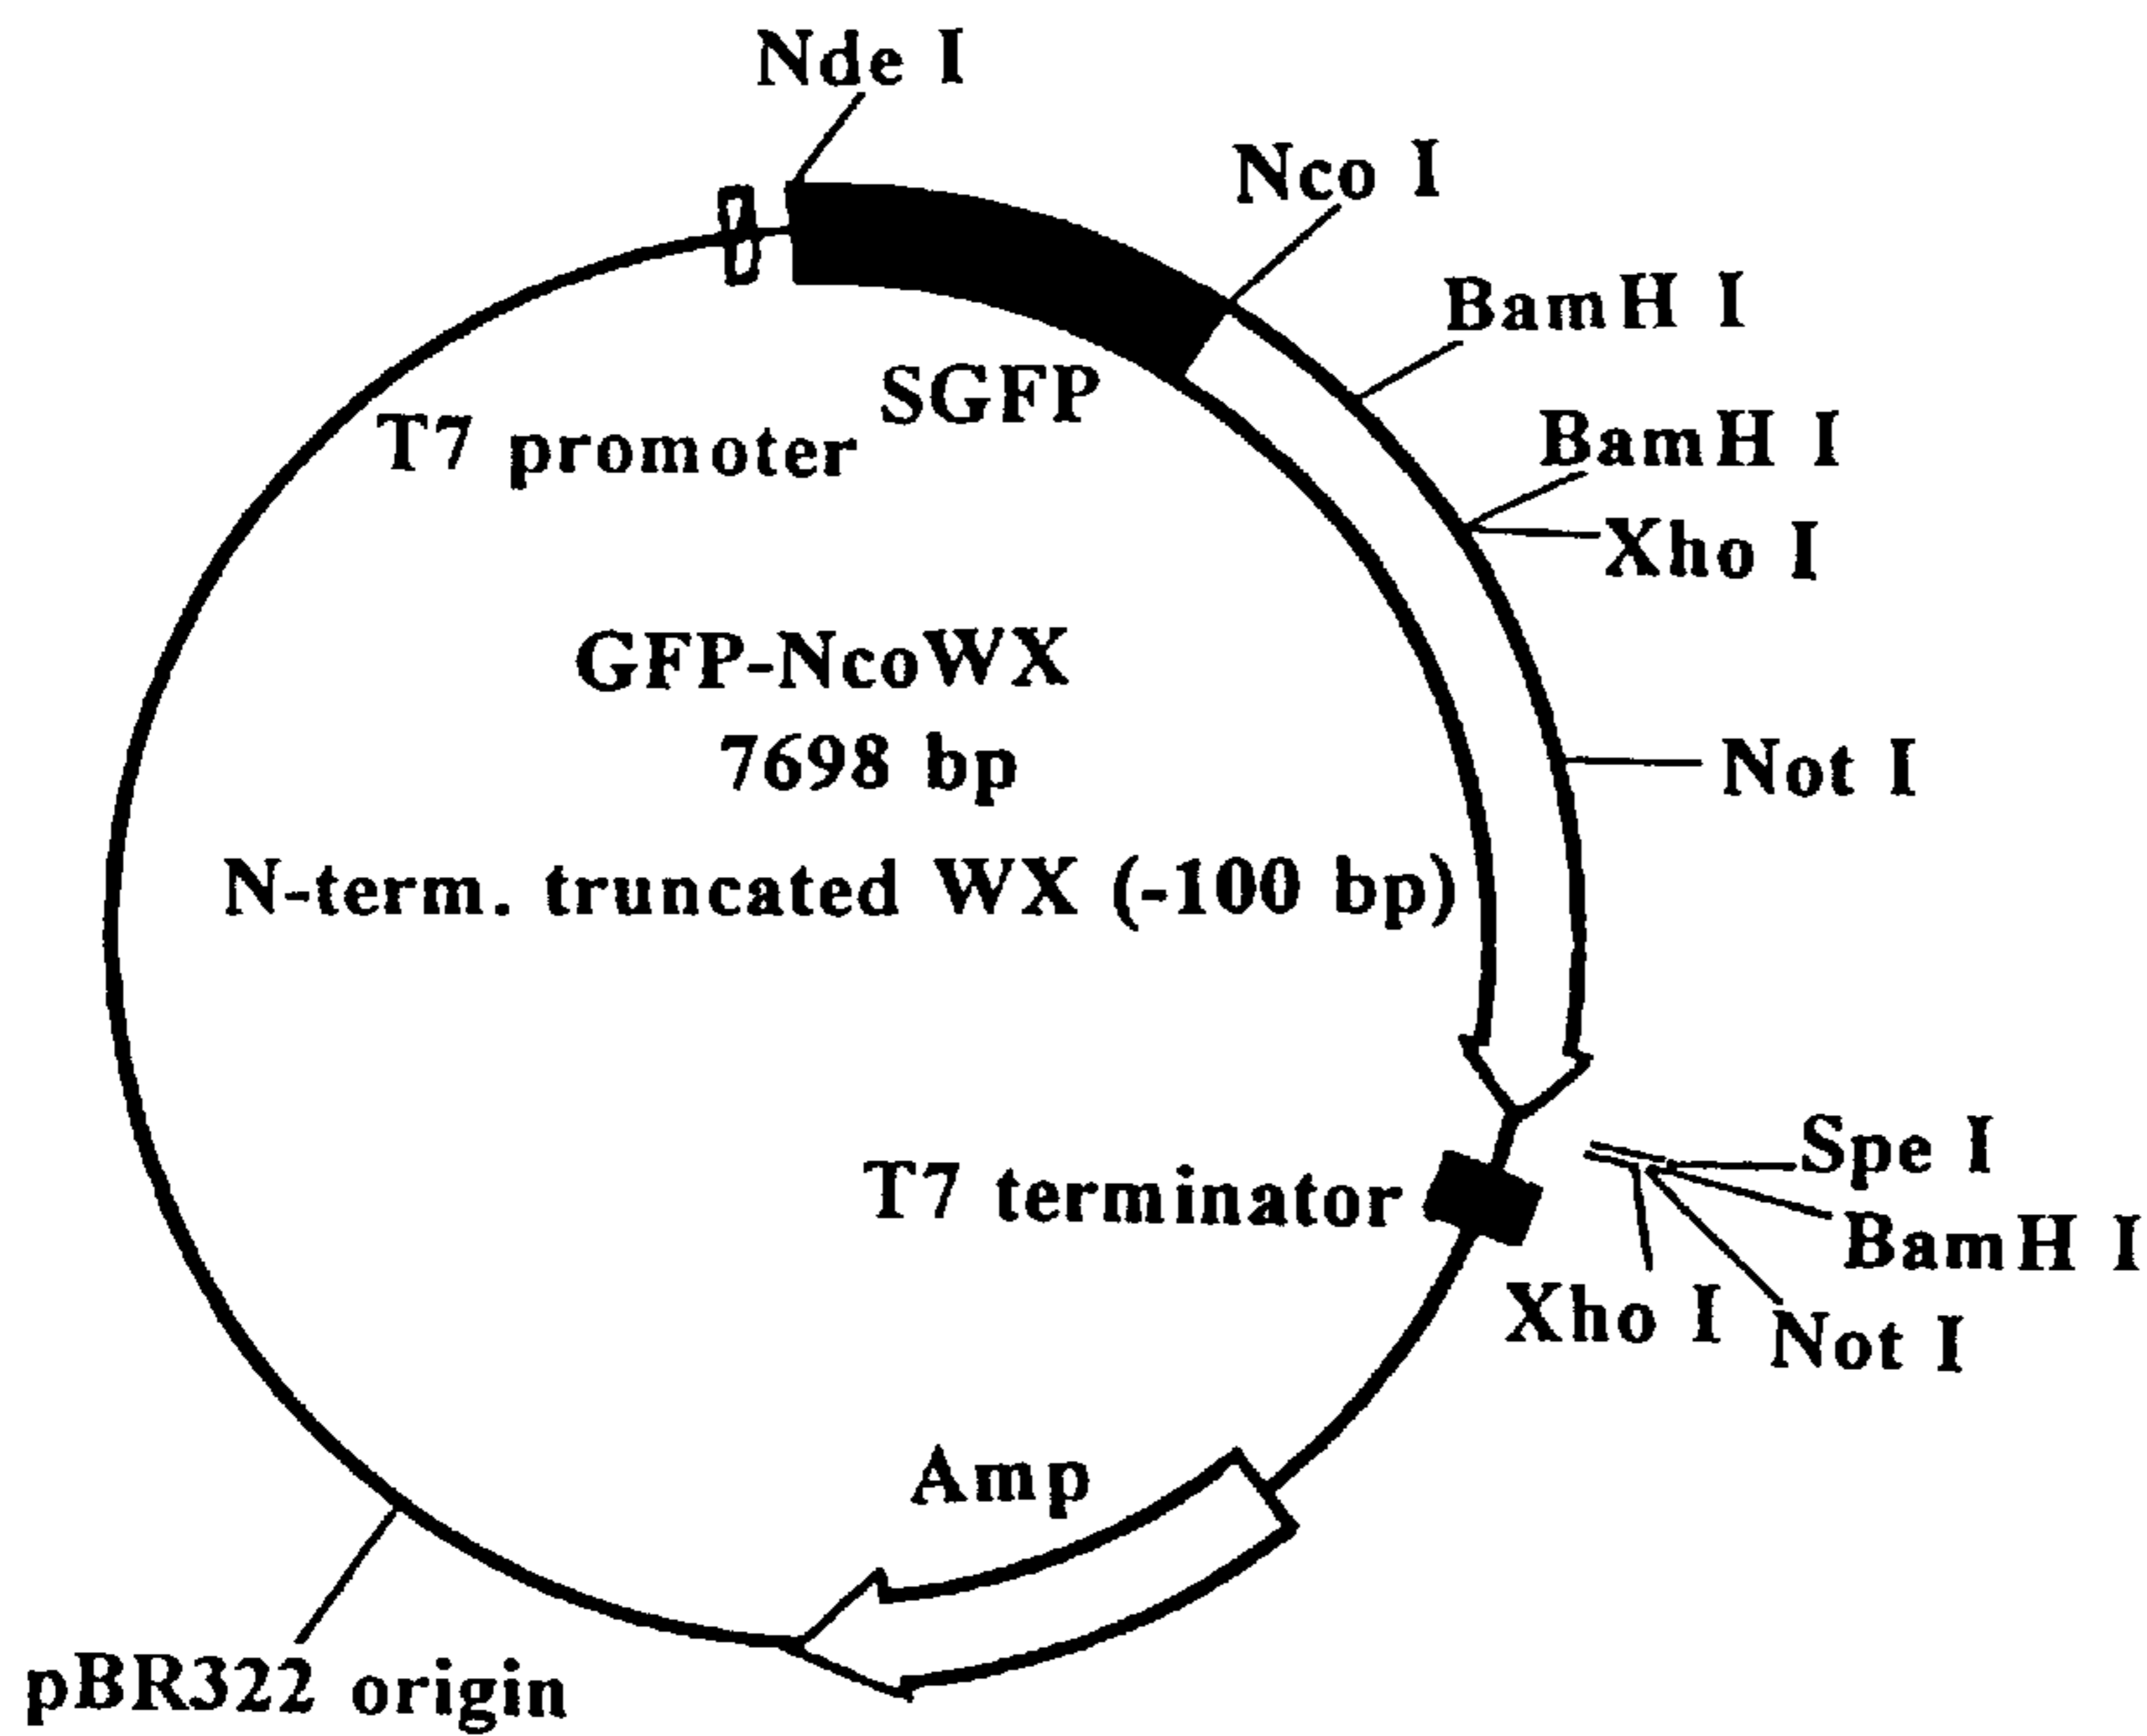 Nde I
Nco I
BamH I
SGFP
T7 promoter
BamH I
Xho I
GFP-NcoWX
7698 bp
Not I
N-term. truncated WX (-100 bp)
Spe I
T7 terminator
BamH I
Xho I
Not I
Amp
pBR322 origin